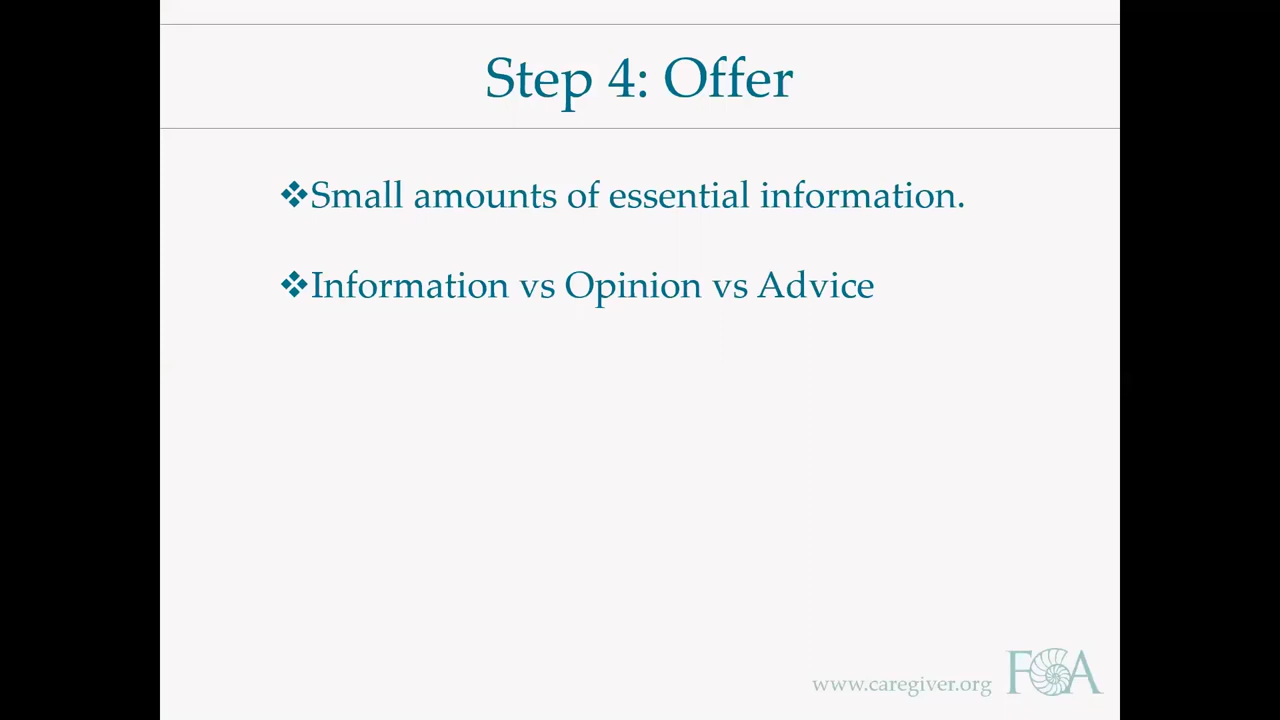 Step 4: Offer
❖Small amounts of essential information.
❖Information vs Opinion vs Advice
www.caregiver.org FCA